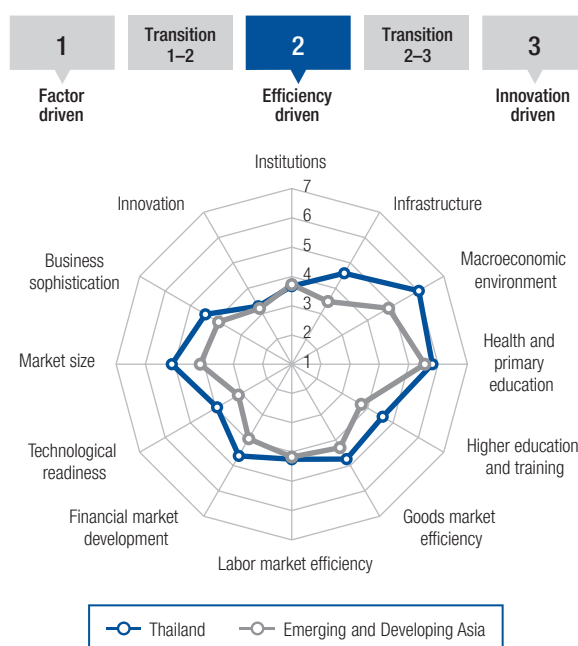 1
Transition
1–2
2
Transition
2–3
3
Factor
driven
Efficiency
driven
Innovation
driven
Institutions
7
6
5
4
3
2
1
Infrastructure
Macroeconomic
environment
Health and
primary
education
Higher education
and training
Goods market
efficiency
Labor market efficiency
Financial market
development
Technological
readiness
Market size
Business
sophistication
Innovation
Thailand
Emerging and Developing Asia